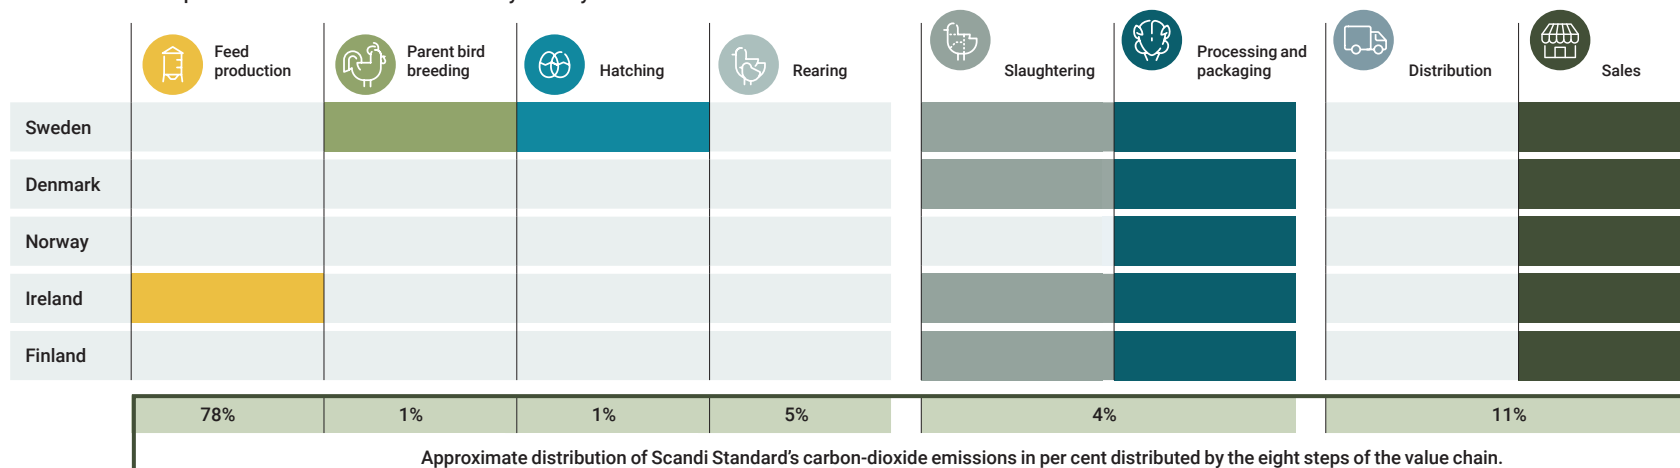 Feed
production
Parent bird
breeding
Hatching
Rearing
Slaughtering
Processing and
packaging
Distribution
Sales
Sweden
Denmark
Norway
Ireland
Finland
78% 1% 1% 5% 4% 11%
Approximate distribution of Scandi Standard’s carbon-dioxide emissions in per cent distributed by the eight steps of the value chain.